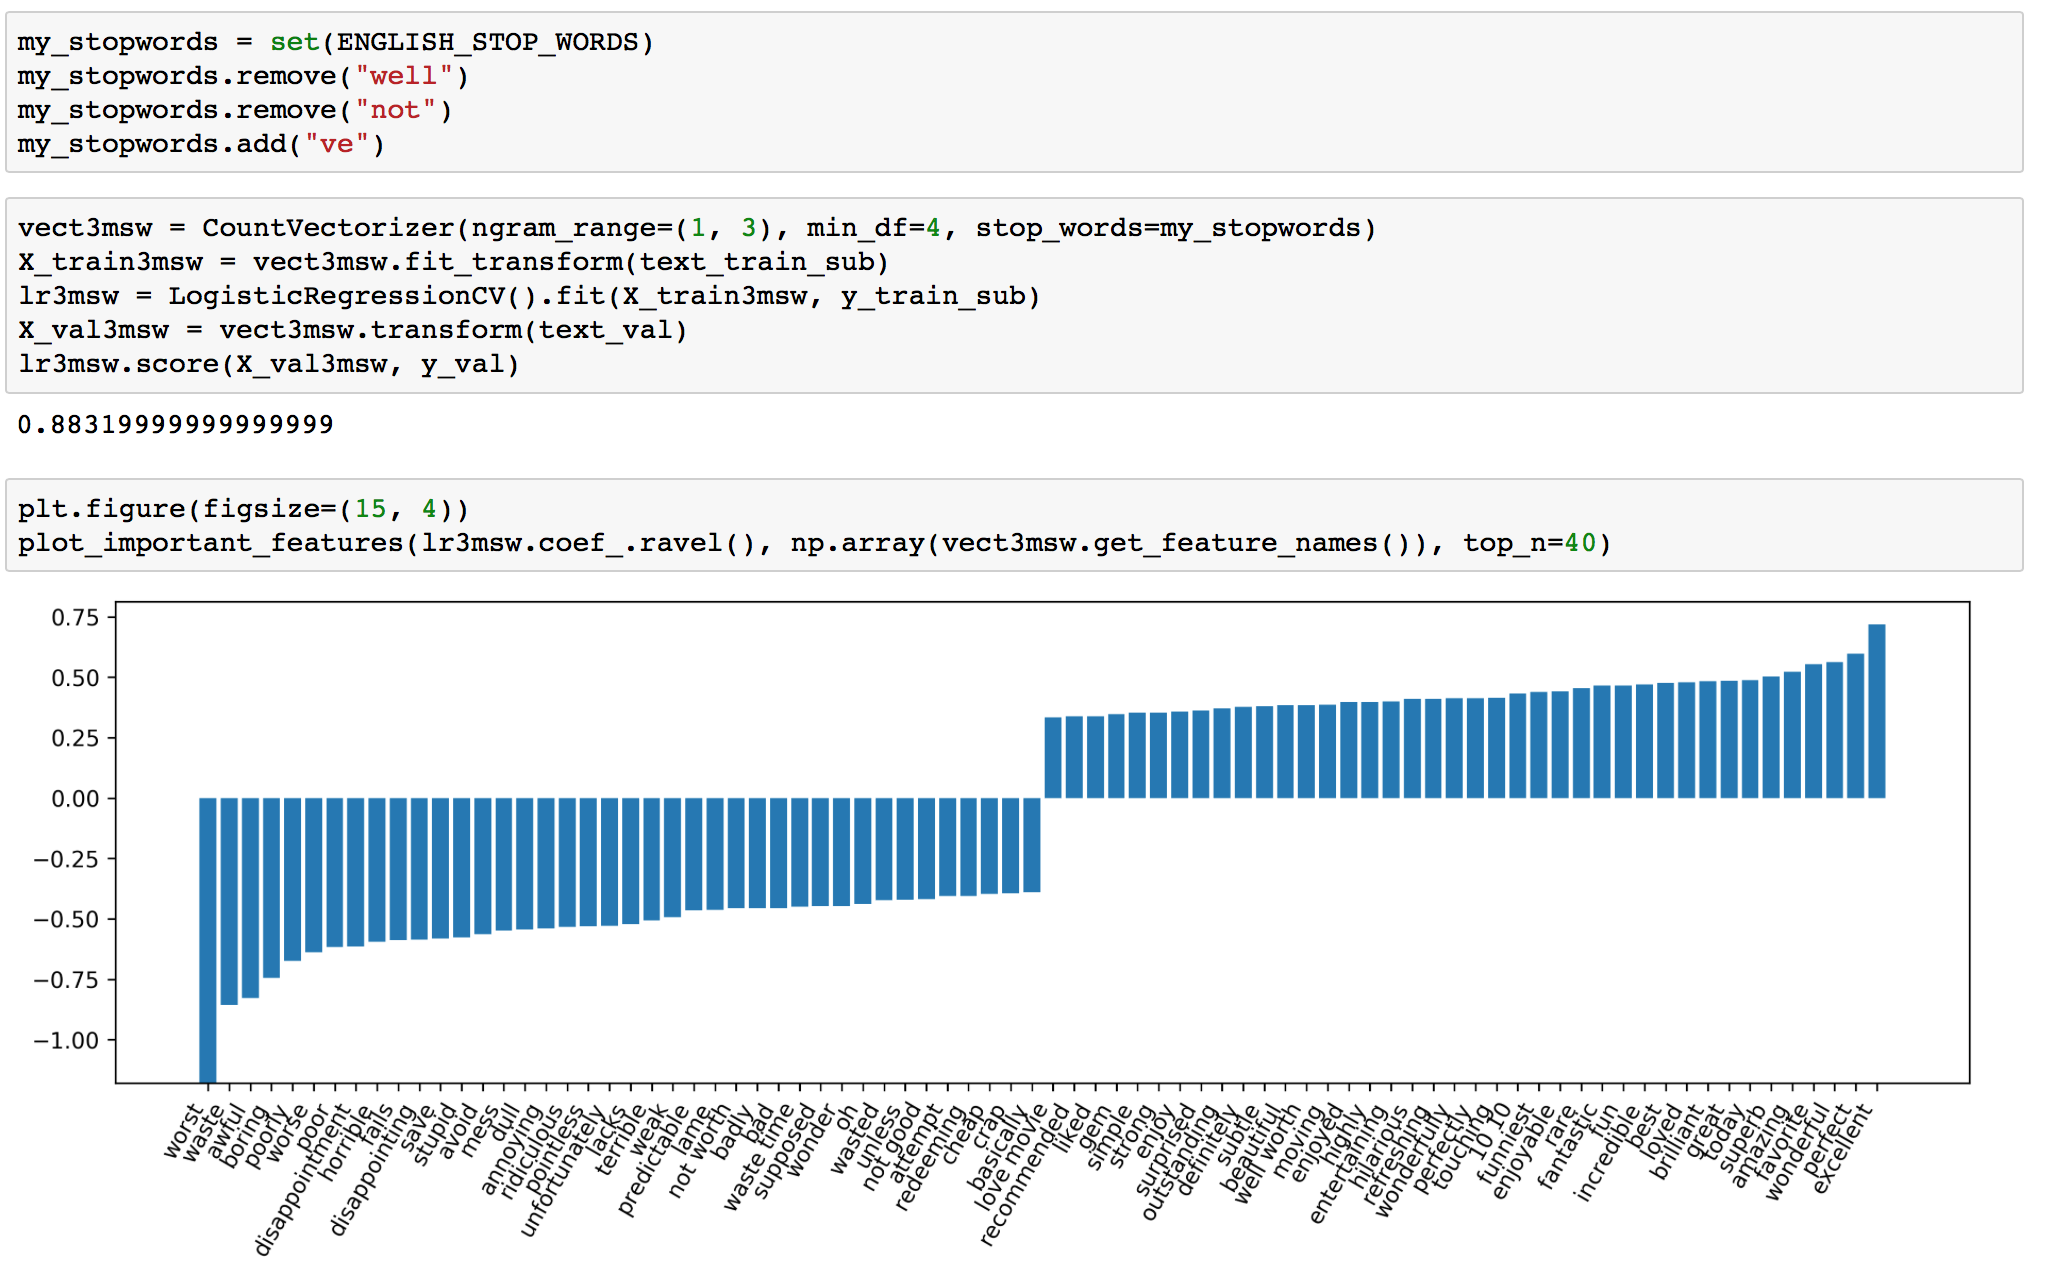 my_stopwords = set(ENGLISH_STOP_WORDS)
my_stopwords.remove("well")
my_stopwords.remove("not")
my_stopwords.add("ve")
vect3msw = CountVectorizer(ngram_range=(1, 3), min_df=4, stop_words=my_stopwords)
X_train3msw = vect3msw.fit_transform(text_train_sub)
lr3msw = LogisticRegressionCV().fit(X_train3msw, y_train_sub)
X_val3msw = vect3msw.transform(text_val)
lr3msw.score(X_val3msw, y_val)
0.88319999999999999
plt.figure(figsize=(15, 4))
plot_important_features(lr3msw.coef_.ravel(), np.array(vect3msw.get_feature_names()), top_n=40)
0.75
0.50
0.25
0.00
−0.25
−0.50
−0.75
−1.00
worst
waste
awful
boring
poorly
worse
poor
disappointment
horrible
fails
disappointing
save
stupid
avoid
mess
dull
annoying
ridiculous
pointless
unfortunately
lacks
terrible
weak
predictable
lame
not worth
badly
bad
waste time
supposed
wonder
oh
wasted
unless
not good
attempt
redeeming
cheap
crap
basically
love movie
recommended
liked
gem
simple
strong
enjoy
surprised
outstanding
definitely
subtle
beautiful
well worth
moving
enjoyed
highly
entertaining
hilarious
refreshing
wonderfully
perfectly
touching
10 10
funniest
enjoyable
rare
fantastic
fun
incredible
best
loved
brilliant
great
today
superb
amazing
favorite
wonderful
perfect
excellent